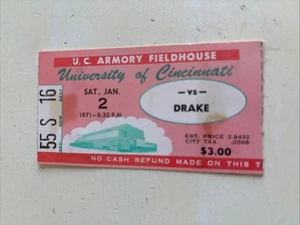 U.C. ARMORY FIELDHOUSE
University of Cincinnati
SAT. JAN.
2
1971-8:30 P.M.
VS
DRAKE
EST. PRICE 2.9432
CITY TAX .0568
$3.00
NO CASH REFUND MADE ON THIS T
55 S 16